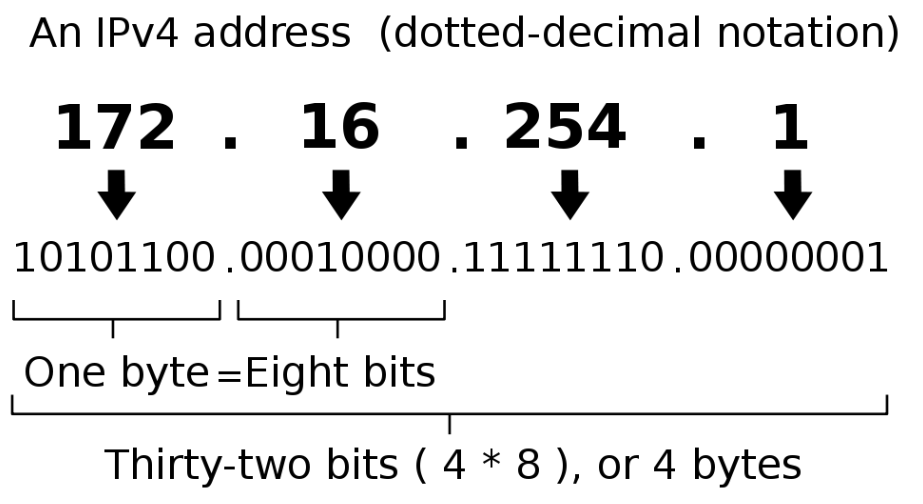 An IPv4 address (dotted-decimal notation)
172 . 16 . 254 . 1
10101100 .00010000 .11111110 .00000001
One byte =Eight bits
Thirty-two bits ( 4 * 8 ), or 4 bytes